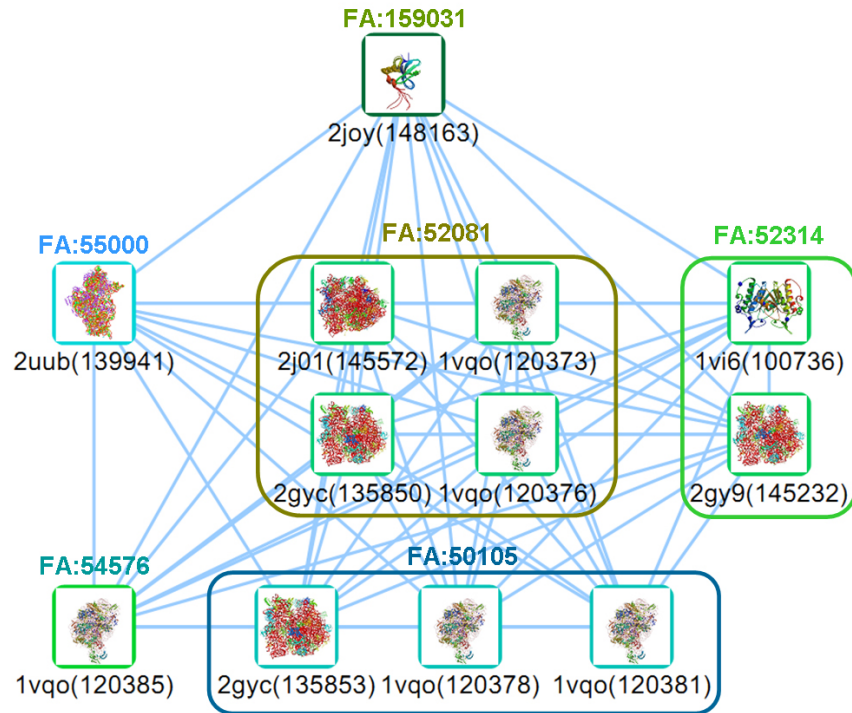 FA:159031
2joy(148163)
FA:55000
FA:52081
FA:52314
2uub(139941)
2j01(145572)
1vqo(120373)
1vi6(100736)
2gyc(135850)
1vqo(120376)
2gy9(145232)
FA:54576
FA:50105
1vqo(120385)
2gyc(135853)
1vqo(120378)
1vqo(120381)